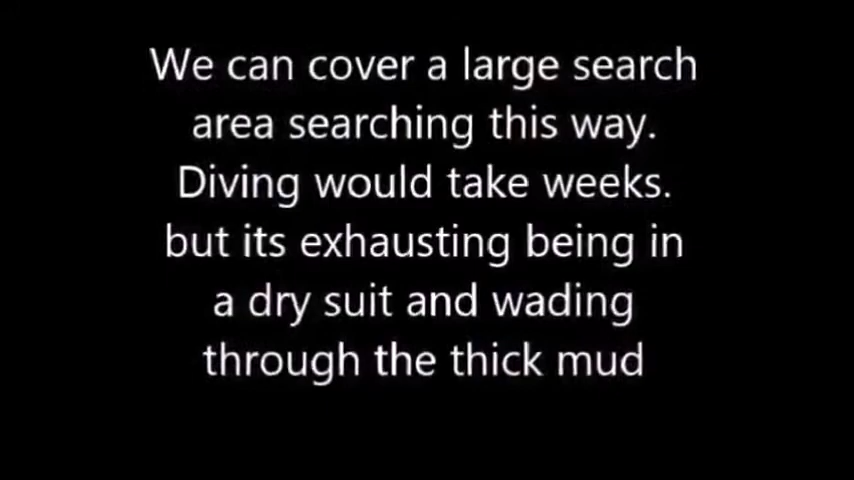 We can cover a large search
area searching this way.
Diving would take weeks.
but its exhausting being in
a dry suit and wading
through the thick mud